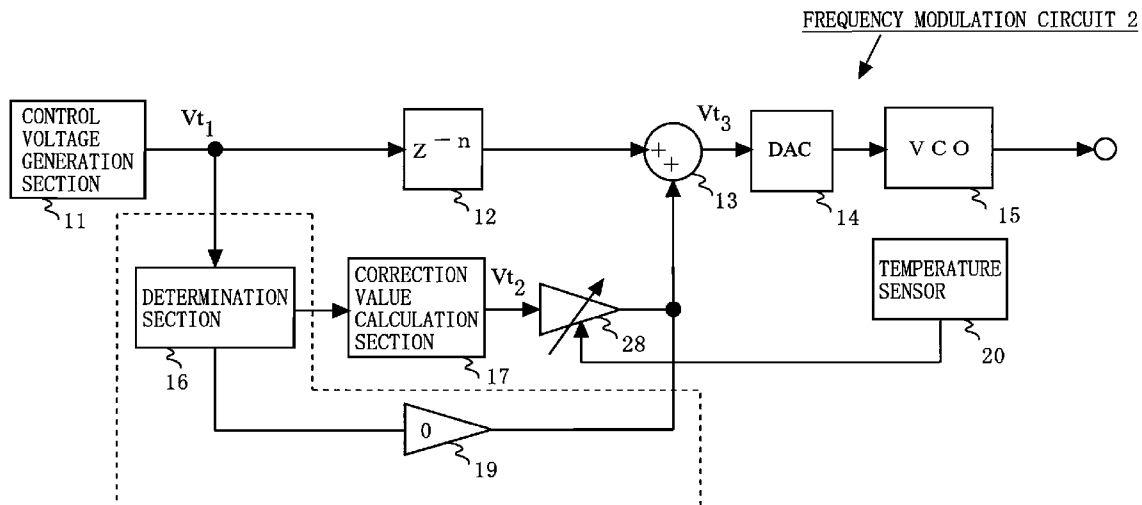 FREQUENCY MODULATION CIRCUIT 2
CONTROL
VOLTAGE
GENERATION
SECTION
11
Vt1
Z -n
12
+
+
13
Vt3
DAC
14
VCO
15
DETERMINATION
SECTION
16
CORRECTION
VALUE
CALCULATION
SECTION
17
Vt2
28
TEMPERATURE
SENSOR
20
0
19